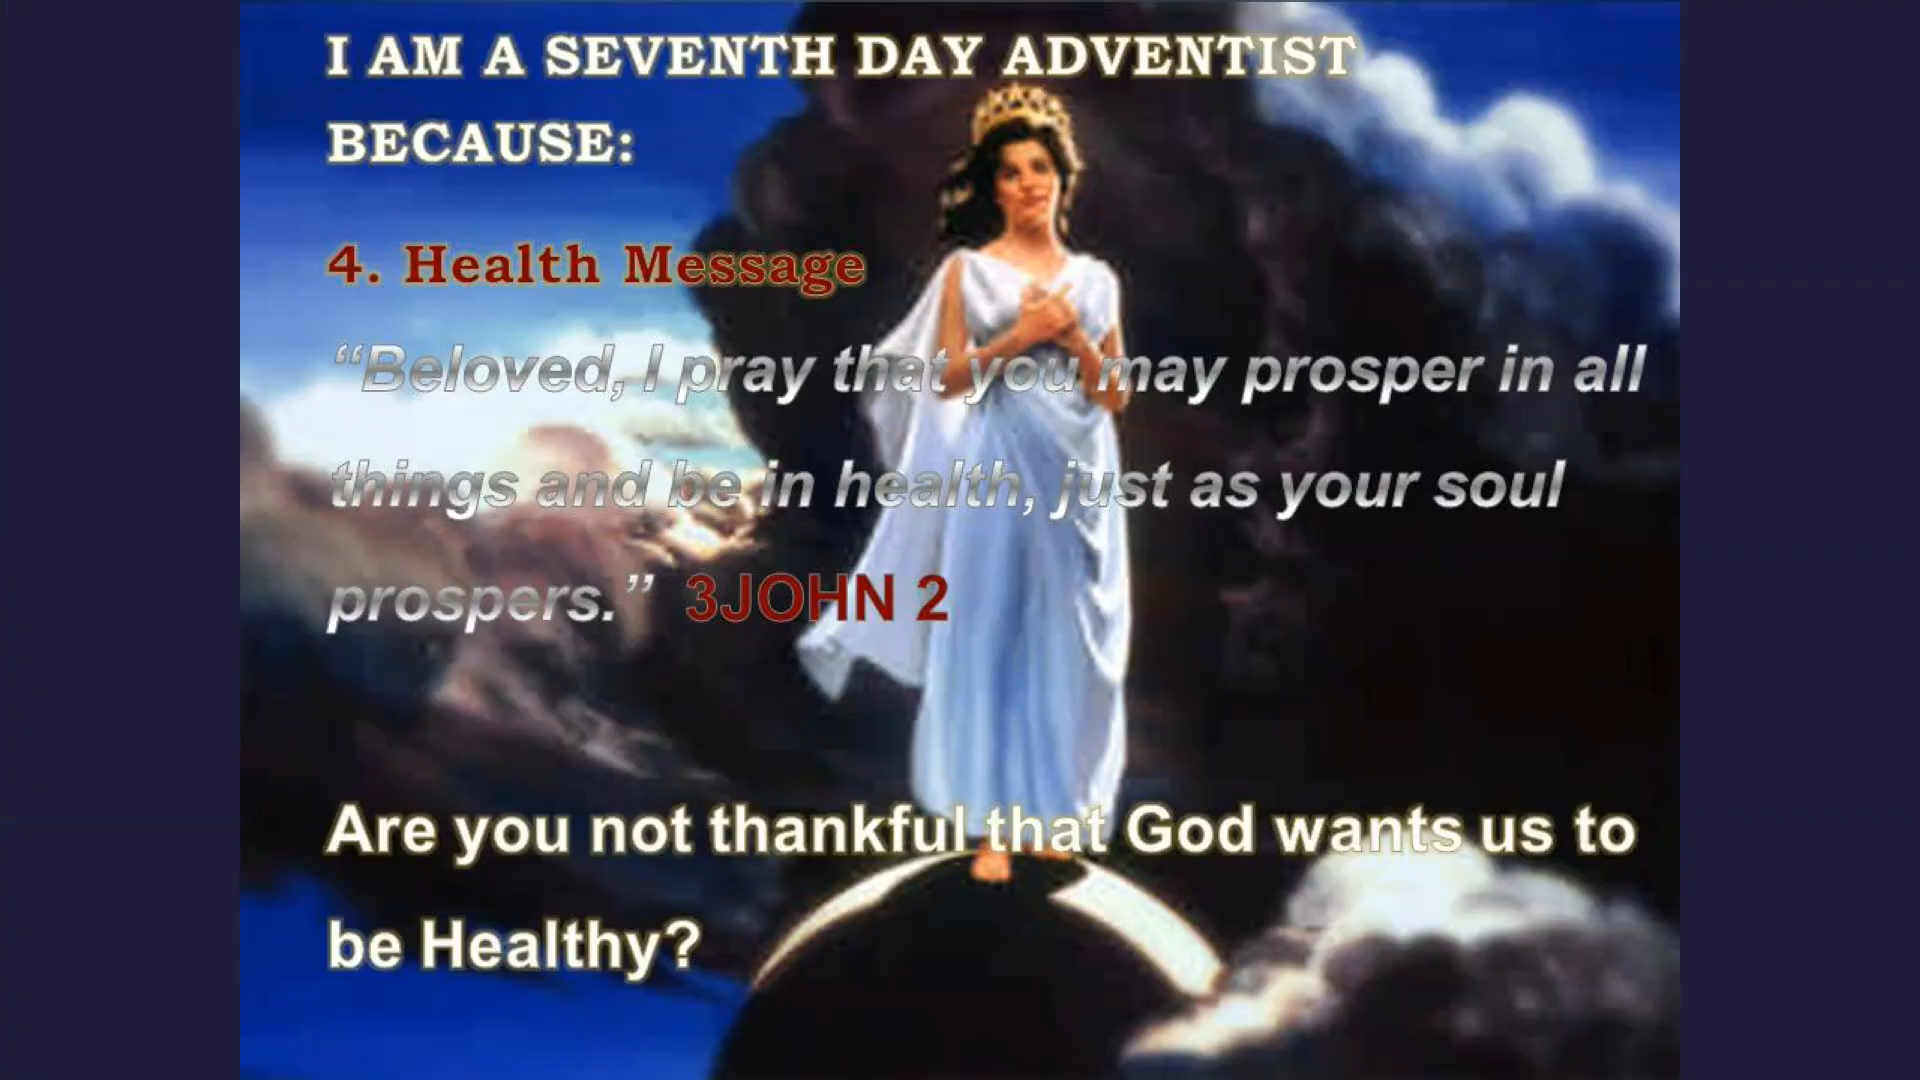 I AM A SEVENTH DAY ADVENTIST
BECAUSE:
4. Health Message
“Beloved, I pray that you may prosper in all
things and be in health, just as your soul
prospers.” 3JOHN 2
Are you not thankful that God wants us to
be Healthy?